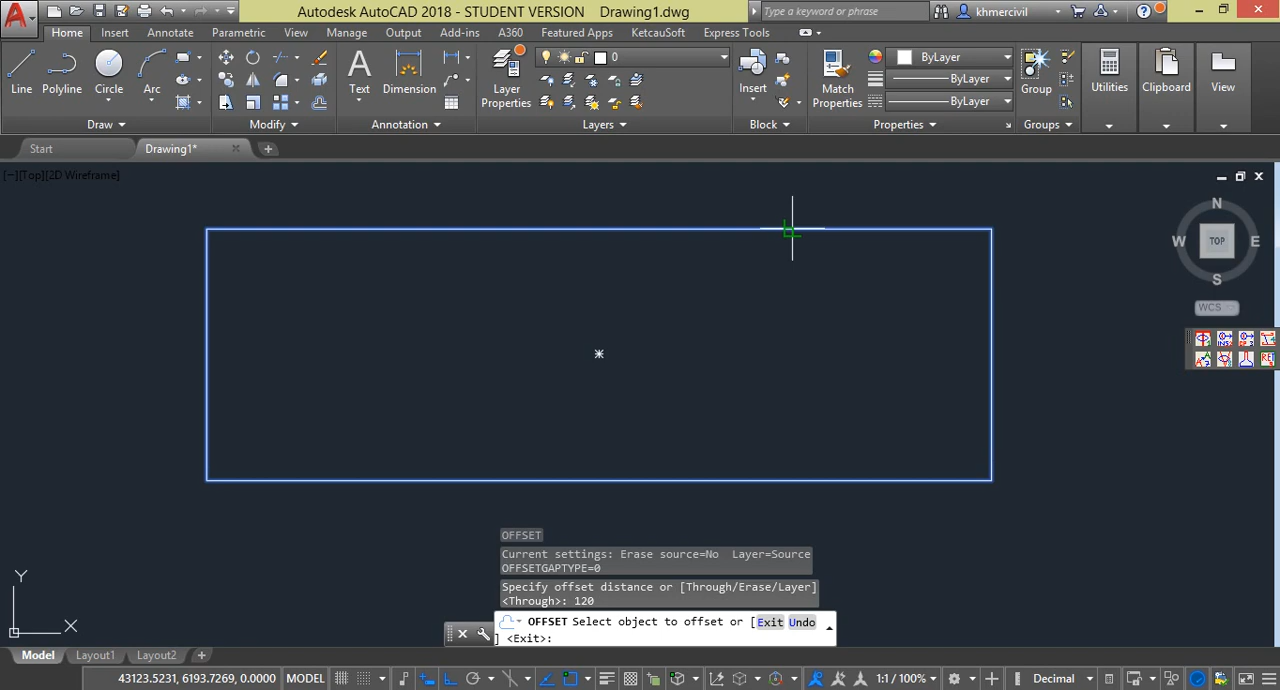 Autodesk AutoCAD 2018 - STUDENT VERSION Drawing1.dwg
Type a keyword or phrase
khmercivil
Home Insert Annotate Parametric View Manage Output Add-ins A360 Featured Apps KetcauSoft Express Tools
Line Polyline Circle Arc
Draw
Modify
Text Dimension
Annotation
Layer
Properties
0
Layers
Insert
Block
Match
Properties
ByLayer
ByLayer
ByLayer
Properties
Group
Groups
Utilities
Clipboard
View
Start Drawing1*
[−][Top][2D Wireframe]
N
W TOP E
S
WCS
OFFSET
Current settings: Erase source=No Layer=Source
OFFSETGAPTYPE=0
Specify offset distance or [Through/Erase/Layer]
<Through>: 120
OFFSET Select object to offset or [Exit Undo
] <Exit>:
Y
X
Model Layout1 Layout2
43123.5231, 6193.7269, 0.0000 MODEL 1:1 / 100% Decimal